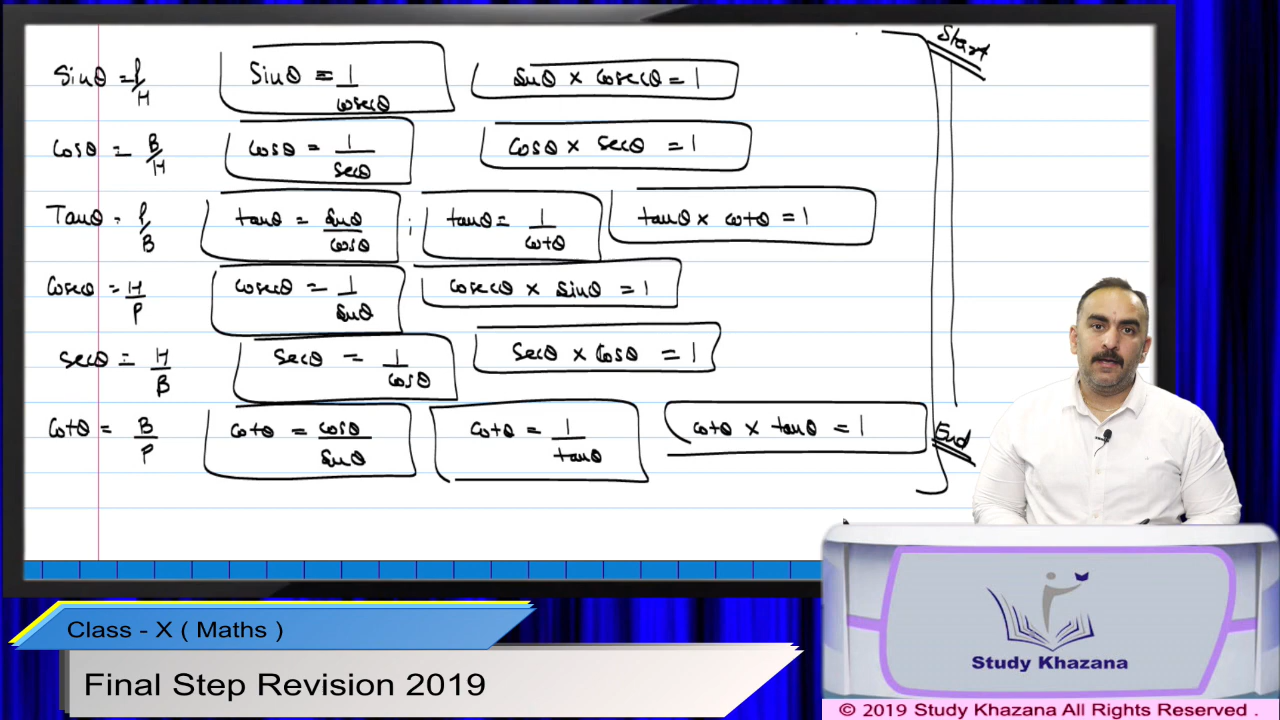 Start
Sinθ = P/H   Sinθ = 1/cosecθ   sinθ × cosecθ = 1
Cosθ = B/H   cosθ = 1/secθ   cosθ × secθ = 1
Tanθ = P/B   tanθ = sinθ/cosθ ; tanθ = 1/cotθ   tanθ × cotθ = 1
Cosecθ = H/P   cosecθ = 1/sinθ   cosecθ × sinθ = 1
secθ = H/B   secθ = 1/cosθ   secθ × cosθ = 1
Cotθ = B/P   cotθ = cosθ/sinθ   cotθ = 1/tanθ   cotθ × tanθ = 1
End
Class - X ( Maths )
Final Step Revision 2019
Study Khazana
© 2019 Study Khazana All Rights Reserved .